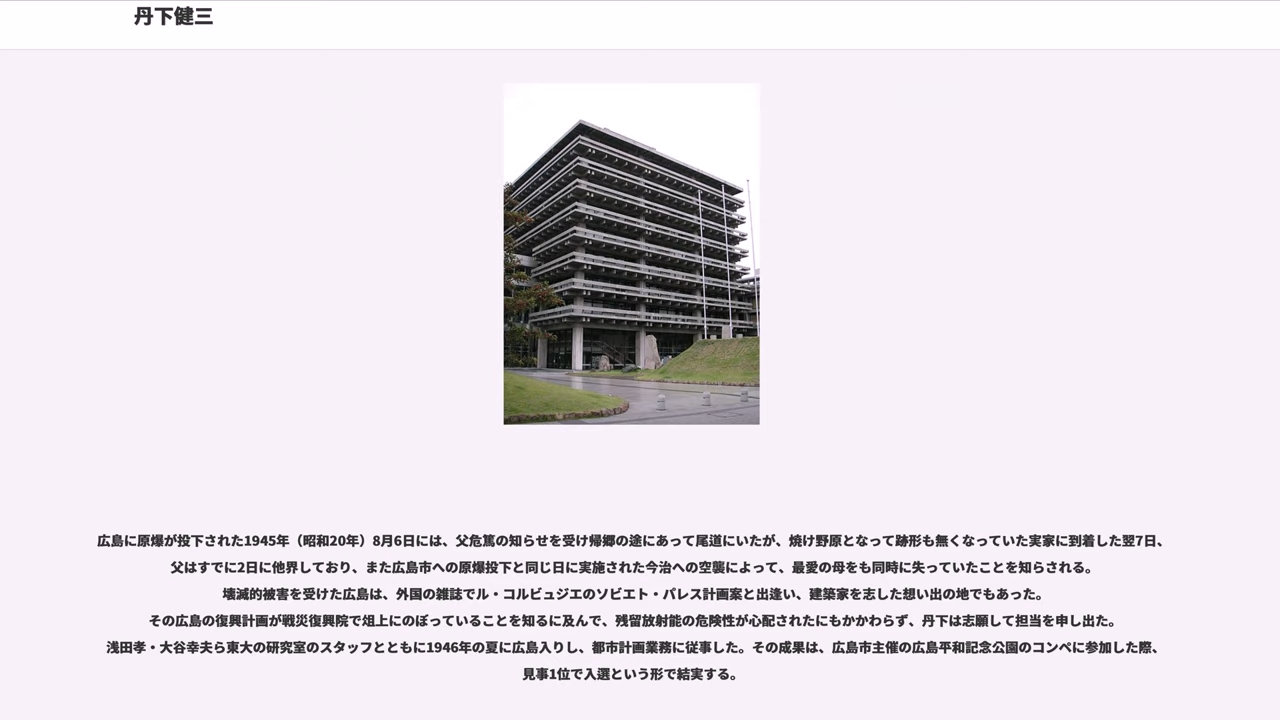 丹下健三
広島に原爆が投下された1945年（昭和20年）8月6日には、父危篤の知らせを受け帰郷の途にあって尾道にいたが、焼け野原となって跡形も無くなっていた実家に到着した翌7日、
父はすでに2日に他界しており、また広島市への原爆投下と同じ日に実施された今治への空襲によって、最愛の母をも同時に失っていたことを知らされる。
壊滅的被害を受けた広島は、外国の雑誌でル・コルビュジエのソビエト・パレス計画案と出逢い、建築家を志した想い出の地でもあった。
その広島の復興計画が戦災復興院で俎上にのぼっていることを知るに及んで、残留放射能の危険性が心配されたにもかかわらず、丹下は志願して担当を申し出た。
浅田孝・大谷幸夫ら東大の研究室のスタッフとともに1946年の夏に広島入りし、都市計画業務に従事した。その成果は、広島市主催の広島平和記念公園のコンペに参加した際、
見事1位で入選という形で結実する。